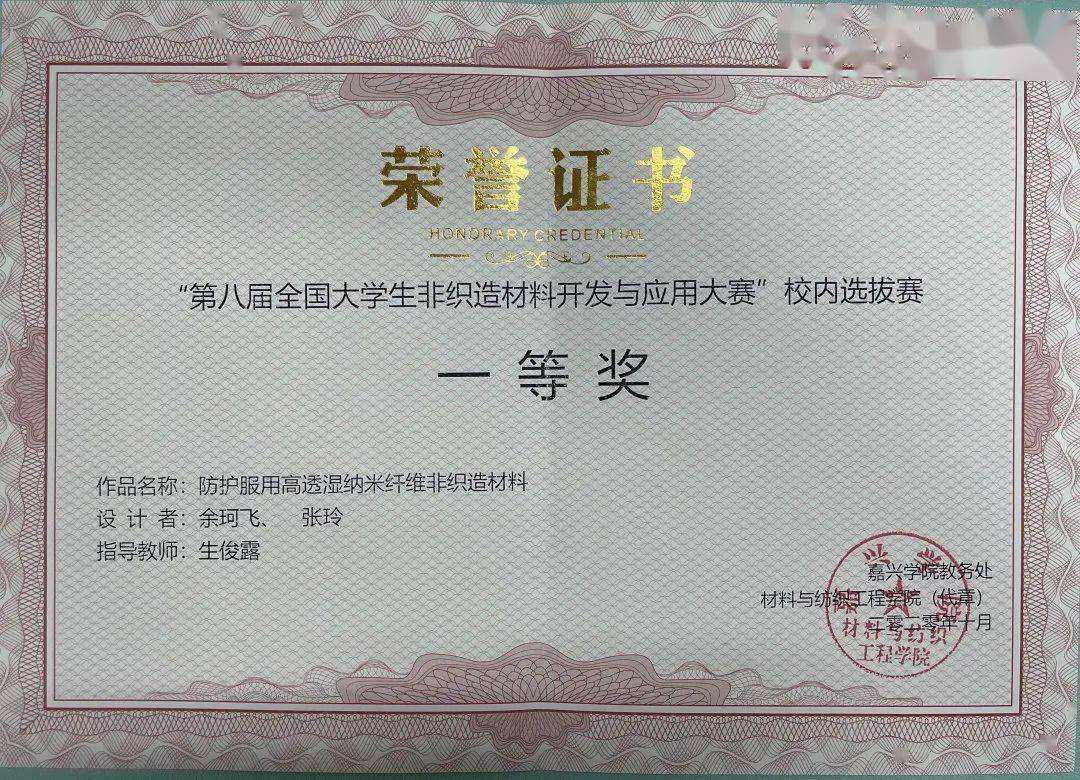 荣誉证书
HONORARY CREDENTIAL
“第八届全国大学生非织造材料开发与应用大赛”校内选拔赛
一等奖
作品名称：防护服用高透湿纳米纤维非织造材料
设 计 者：余珂飞、 张玲
指导教师：生俊露
嘉兴学院教务处
材料与纺织工程学院（代章）
二零二零年十月
嘉兴学院
材料与纺织
工程学院